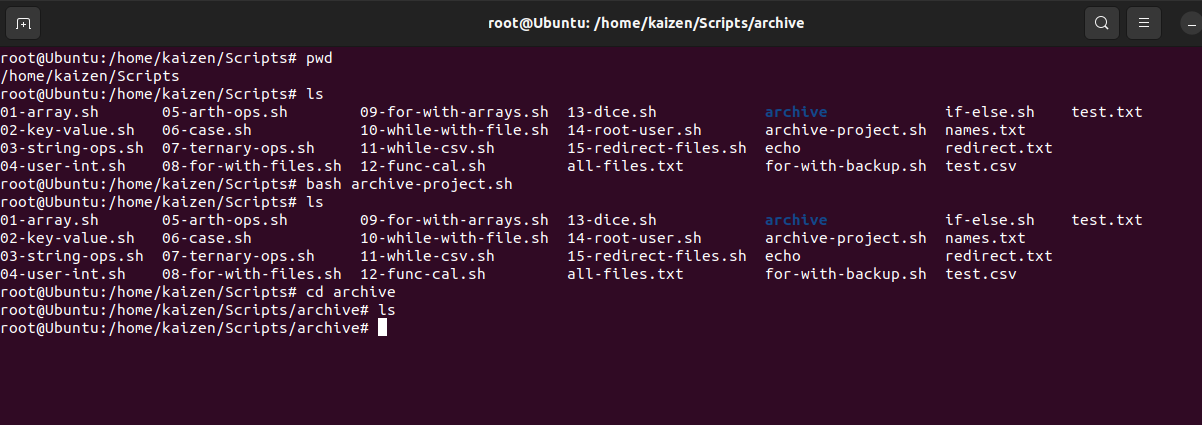 root@Ubuntu: /home/kaizen/Scripts/archive
root@Ubuntu:/home/kaizen/Scripts# pwd
/home/kaizen/Scripts
root@Ubuntu:/home/kaizen/Scripts# ls
01-array.sh 05-arth-ops.sh 09-for-with-arrays.sh 13-dice.sh archive if-else.sh test.txt
02-key-value.sh 06-case.sh 10-while-with-file.sh 14-root-user.sh archive-project.sh names.txt
03-string-ops.sh 07-ternary-ops.sh 11-while-csv.sh 15-redirect-files.sh echo redirect.txt
04-user-int.sh 08-for-with-files.sh 12-func-cal.sh all-files.txt for-with-backup.sh test.csv
root@Ubuntu:/home/kaizen/Scripts# bash archive-project.sh
root@Ubuntu:/home/kaizen/Scripts# ls
01-array.sh 05-arth-ops.sh 09-for-with-arrays.sh 13-dice.sh archive if-else.sh test.txt
02-key-value.sh 06-case.sh 10-while-with-file.sh 14-root-user.sh archive-project.sh names.txt
03-string-ops.sh 07-ternary-ops.sh 11-while-csv.sh 15-redirect-files.sh echo redirect.txt
04-user-int.sh 08-for-with-files.sh 12-func-cal.sh all-files.txt for-with-backup.sh test.csv
root@Ubuntu:/home/kaizen/Scripts# cd archive
root@Ubuntu:/home/kaizen/Scripts/archive# ls
root@Ubuntu:/home/kaizen/Scripts/archive#